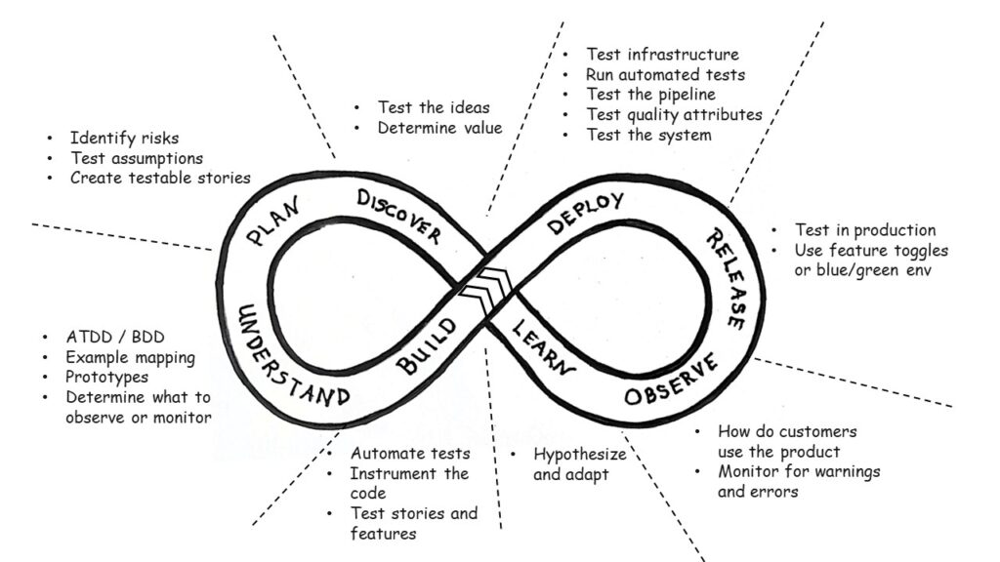 • Test infrastructure
• Run automated tests
• Test the pipeline
• Test quality attributes
• Test the system
• Test the ideas
• Determine value
• Identify risks
• Test assumptions
• Create testable stories
PLAN
DISCOVER
DEPLOY
RELEASE
• Test in production
• Use feature toggles
or blue/green env
UNDERSTAND
BUILD
LEARN
OBSERVE
• ATDD / BDD
• Example mapping
• Prototypes
• Determine what to
observe or monitor
• Automate tests
• Instrument the
code
• Test stories and
features
• Hypothesize
and adapt
• How do customers
use the product
• Monitor for warnings
and errors